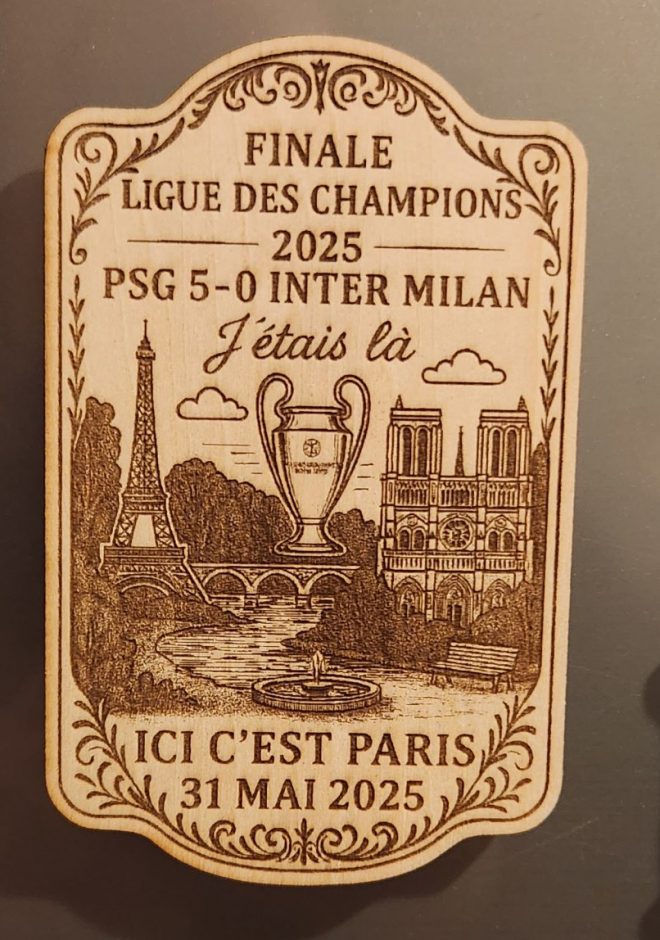 FINALE
LIGUE DES CHAMPIONS
2025
PSG 5-0 INTER MILAN
J'étais là
ICI C'EST PARIS
31 MAI 2025